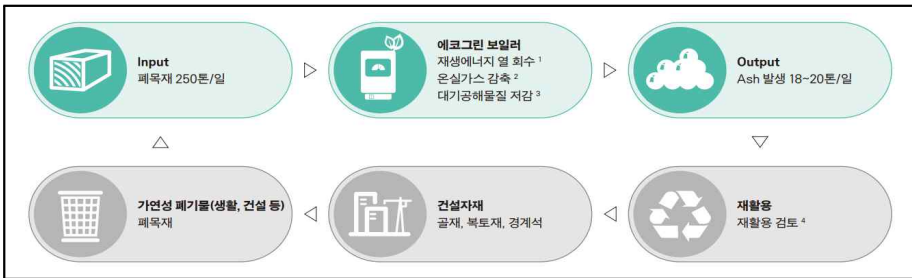 Input
폐목재 250톤/일
에코그린 보일러
재생에너지 열 회수 1
온실가스 감축 2
대기공해물질 저감 3
Output
Ash 발생 18~20톤/일
가연성 폐기물(생활, 건설 등)
폐목재
건설자재
골재, 복토재, 경계석
재활용
재활용 검토 4